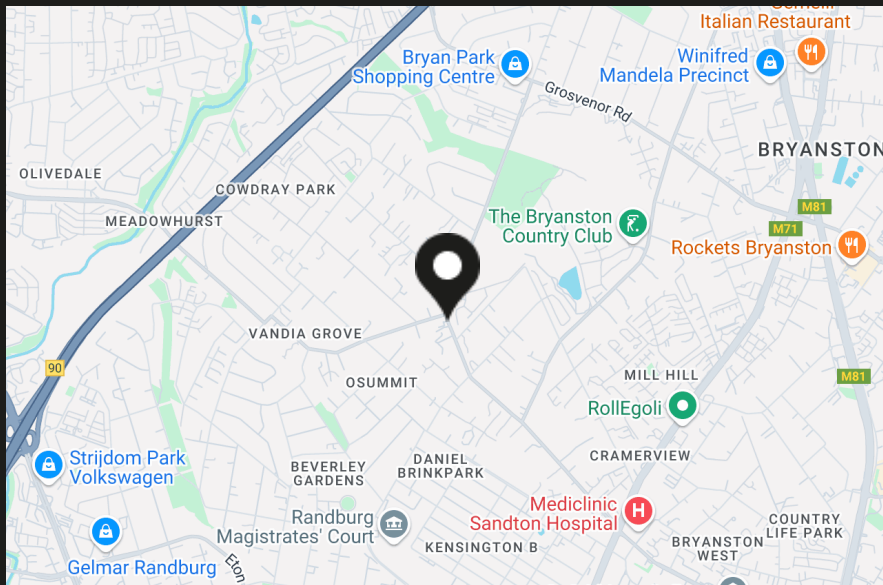 Italian Restaurant
Bryan Park
Shopping Centre
Winifred
Mandela Precinct
Grosvenor Rd
BRYANSTON
OLIVEDALE
COWDRAY PARK
MEADOWHURST
M81
The Bryanston
Country Club
M71
Rockets Bryanston
VANDIA GROVE
90
MILL HILL
M81
OSUMMIT
RollEgoli
CRAMERVIEW
Strijdom Park
Volkswagen
BEVERLEY
GARDENS
DANIEL
BRINKPARK
Mediclinic
Sandton Hospital
H
Randburg
Magistrates' Court
COUNTRY
LIFE PARK
KENSINGTON B
BRYANSTON
WEST
Gelmar Randburg
Eton